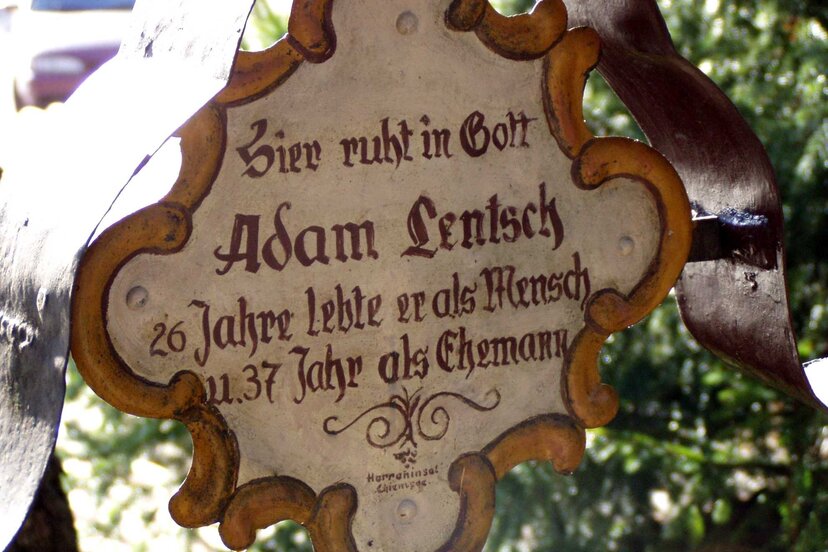 Hier ruht in Gott
Adam Lentsch
26 Jahre lebte er als Mensch
u. 37 Jahr als Ehemann
Herreninsel
Chiemsee